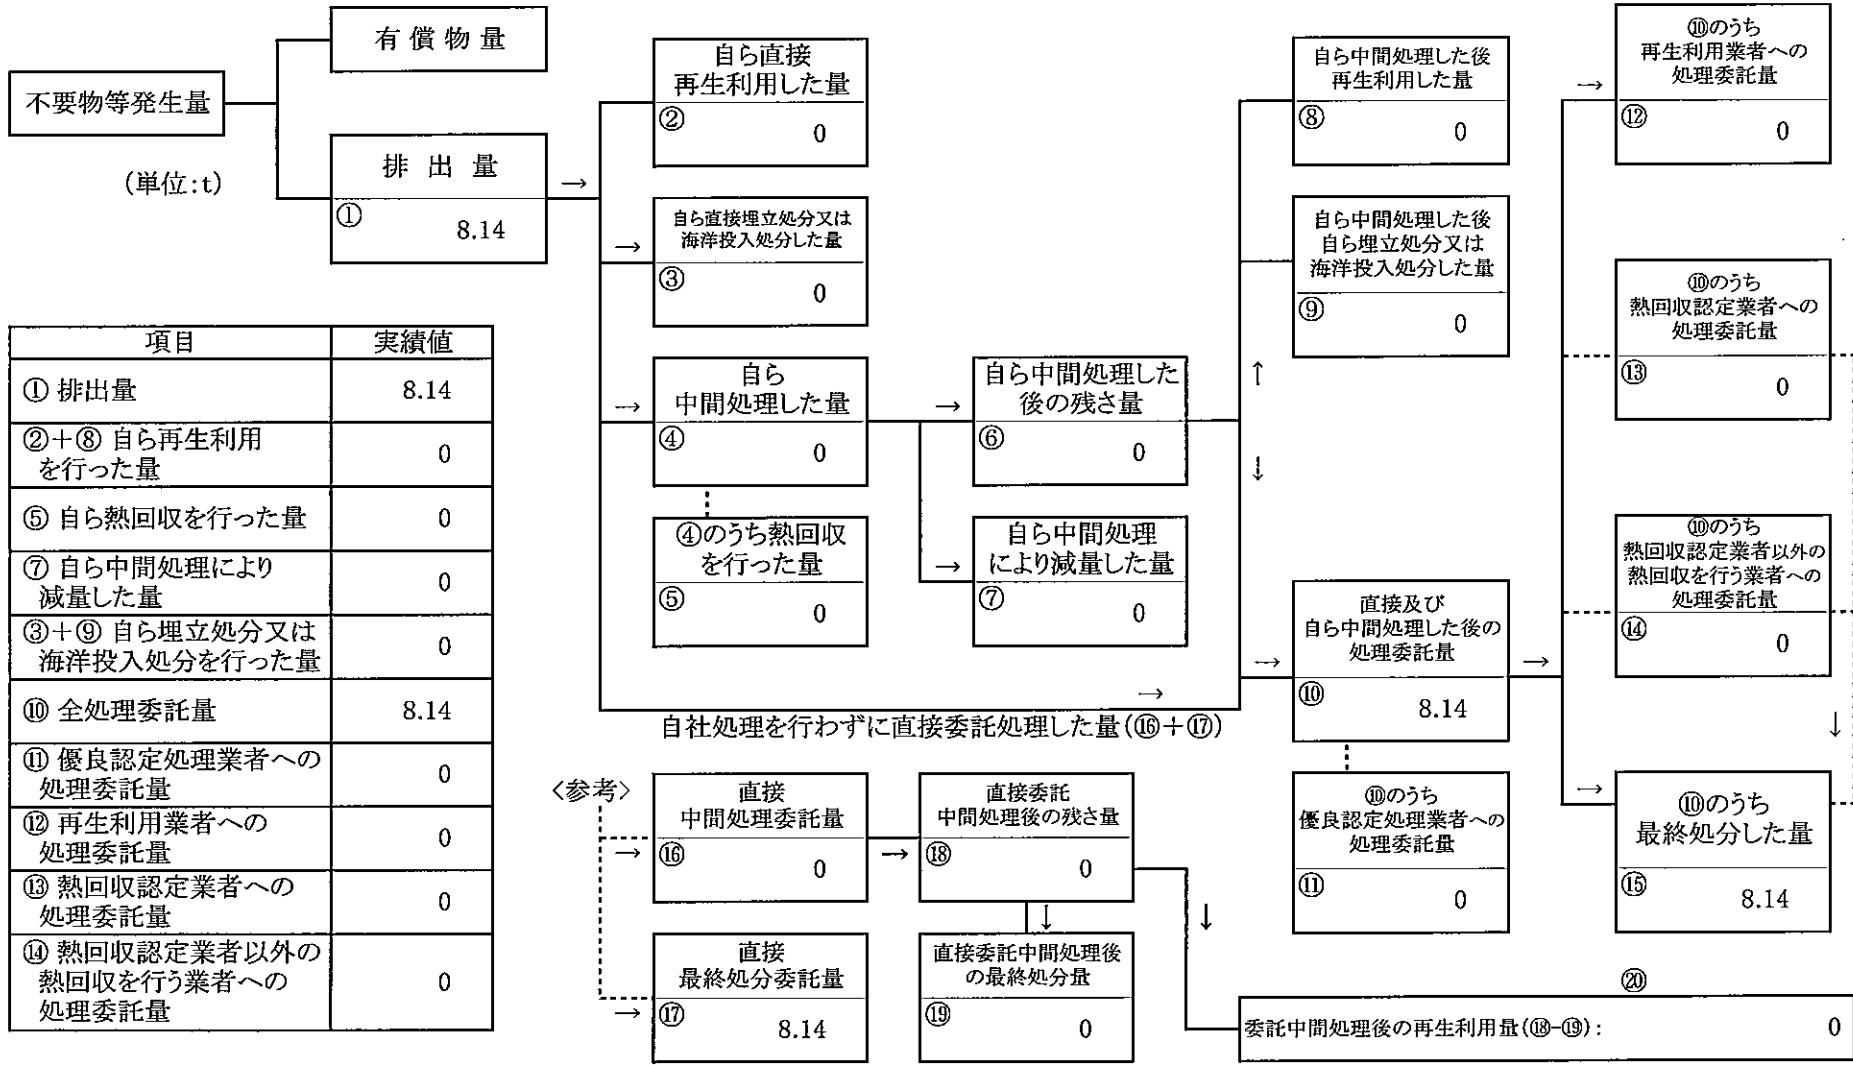 不要物等発生量
有償物量
(単位:t)
排出量
①
8.14
→
自ら直接
再生利用した量
②
0
→
自ら直接埋立処分又は
海洋投入処分した量
③
0
→
自ら
中間処理した量
④
0
④のうち熱回収
を行った量
⑤
0
→
自ら中間処理した
後の残さ量
⑥
0
→
自ら中間処理
により減量した量
⑦
0
↑
↓
自ら中間処理した後
再生利用した量
⑧
0
自ら中間処理した後
自ら埋立処分又は
海洋投入処分した量
⑨
0
→
自社処理を行わずに直接委託処理した量(⑯+⑰)
→
直接及び
自ら中間処理した後の
処理委託量
⑩
8.14
→
⑩のうち
優良認定処理業者への
処理委託量
⑪
0
→
⑩のうち
再生利用業者への
処理委託量
⑫
0
⑩のうち
熱回収認定業者への
処理委託量
⑬
0
⑩のうち
熱回収認定業者以外の
熱回収を行う業者への
処理委託量
⑭
0
↓
→
⑩のうち
最終処分した量
⑮
8.14
項目 実績値
① 排出量 8.14
②+⑧ 自ら再生利用
を行った量 0
⑤ 自ら熱回収を行った量 0
⑦ 自ら中間処理により
減量した量 0
③+⑨ 自ら埋立処分又は
海洋投入処分を行った量 0
⑩ 全処理委託量 8.14
⑪ 優良認定処理業者への
処理委託量 0
⑫ 再生利用業者への
処理委託量 0
⑬ 熱回収認定業者への
処理委託量 0
⑭ 熱回収認定業者以外の
熱回収を行う業者への
処理委託量 0
<参考>
→
直接
中間処理委託量
⑯
0
→
直接委託
中間処理後の残さ量
⑱
0
↓
↓
→
直接
最終処分委託量
⑰
8.14
直接委託中間処理後
の最終処分量
⑲
0
⑳
委託中間処理後の再生利用量(⑱-⑲): 0